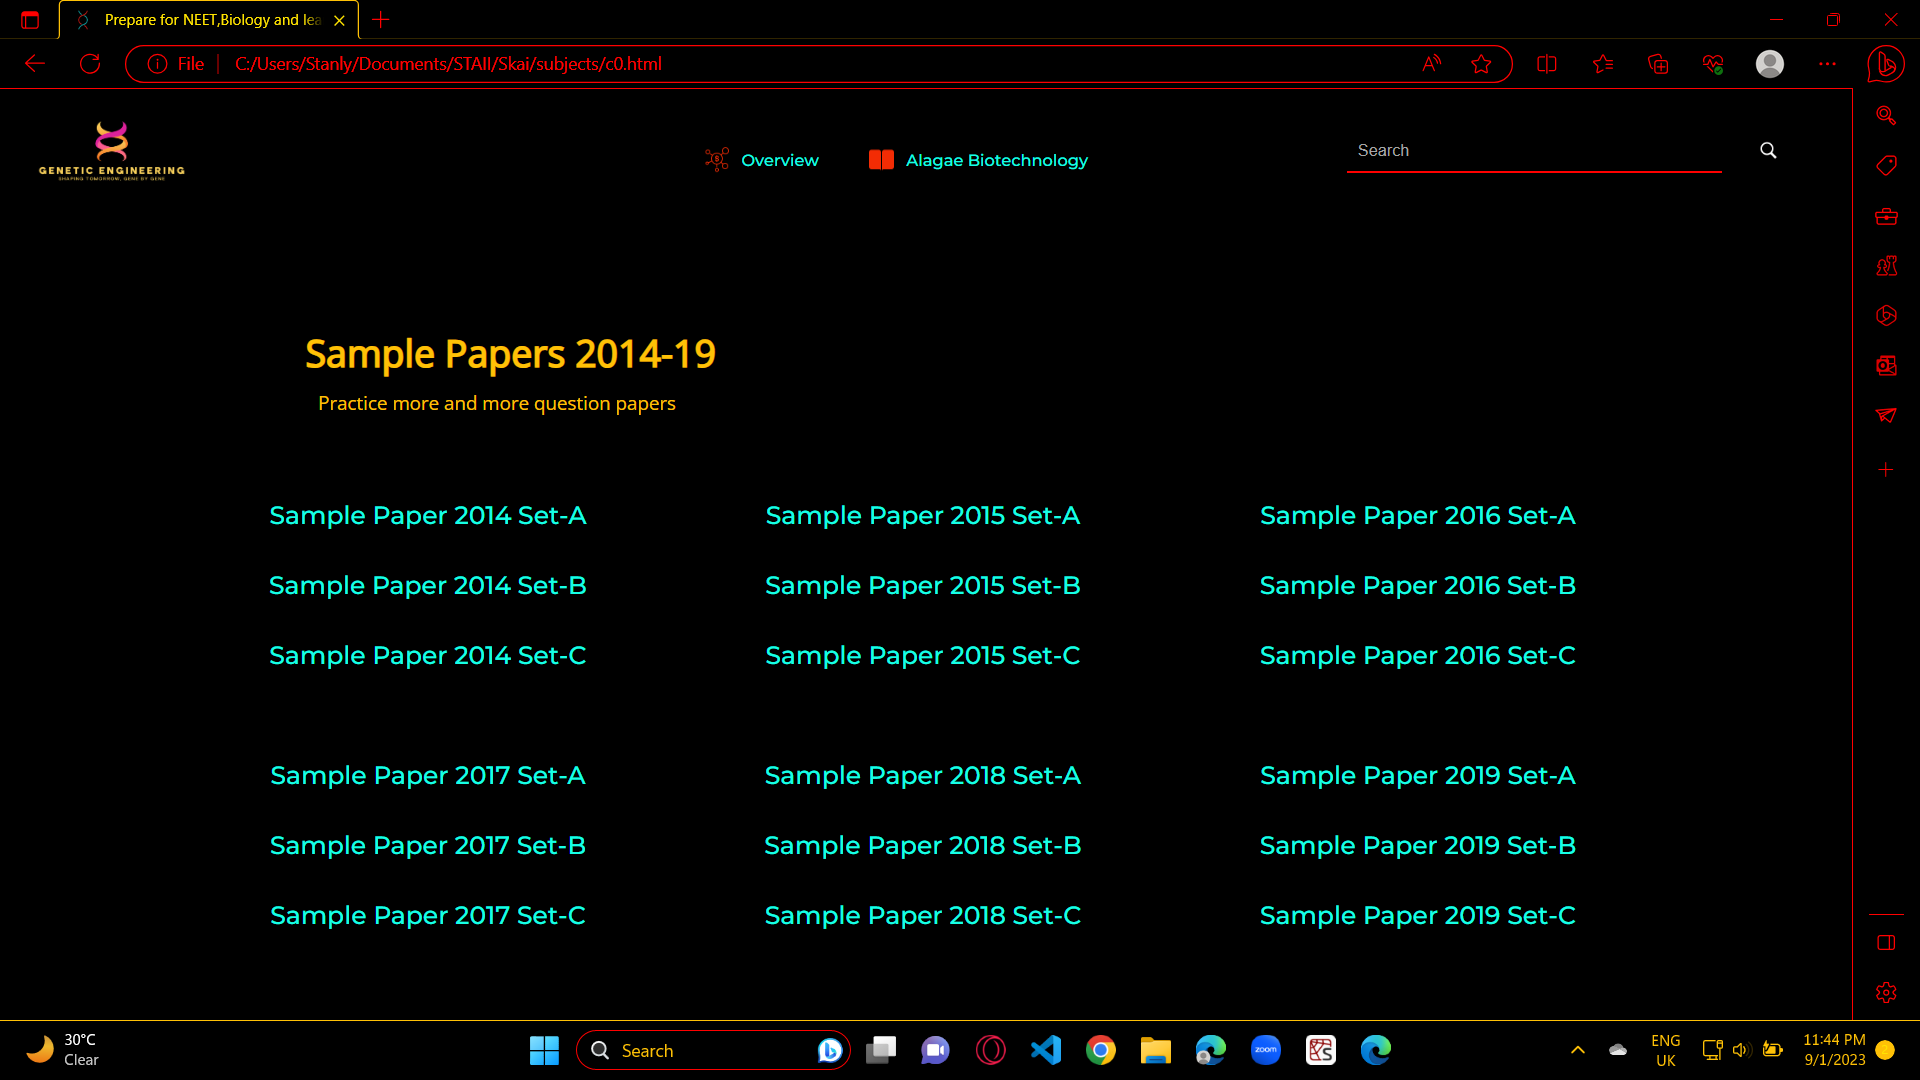 Prepare for NEET,Biology and lea
File
C:/Users/Stanly/Documents/STAII/Skai/subjects/c0.html
GENETIC ENGINEERING
SHAPING TOMORROW, GENE BY GENE
Overview
Alagae Biotechnology
Search
Sample Papers 2014-19
Practice more and more question papers
Sample Paper 2014 Set-A
Sample Paper 2015 Set-A
Sample Paper 2016 Set-A
Sample Paper 2014 Set-B
Sample Paper 2015 Set-B
Sample Paper 2016 Set-B
Sample Paper 2014 Set-C
Sample Paper 2015 Set-C
Sample Paper 2016 Set-C
Sample Paper 2017 Set-A
Sample Paper 2018 Set-A
Sample Paper 2019 Set-A
Sample Paper 2017 Set-B
Sample Paper 2018 Set-B
Sample Paper 2019 Set-B
Sample Paper 2017 Set-C
Sample Paper 2018 Set-C
Sample Paper 2019 Set-C
30°C
Clear
Search
zoom
ENG
UK
11:44 PM
9/1/2023